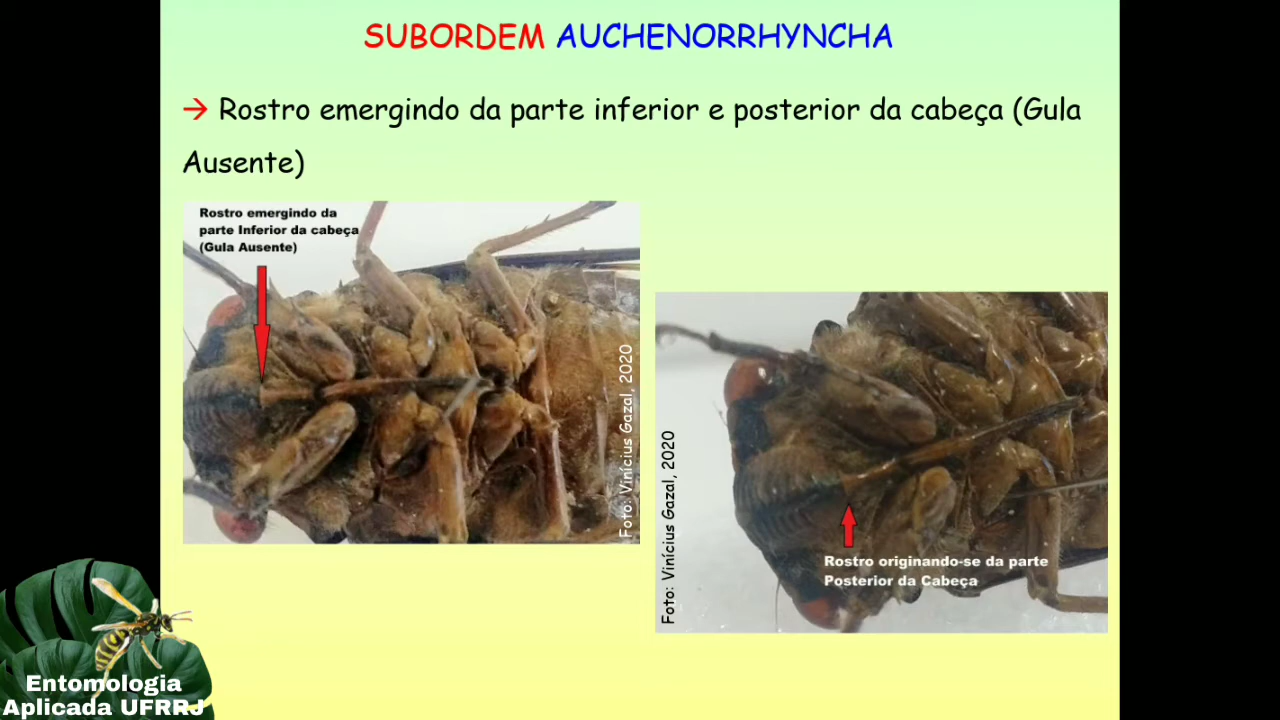 SUBORDEM AUCHENORRHYNCHA
→ Rostro emergindo da parte inferior e posterior da cabeça (Gula
Ausente)
Rostro emergindo da
parte Inferior da cabeça
(Gula Ausente)
Foto: Vinícius Gazal, 2020
Foto: Vinícius Gazal, 2020
Rostro originando-se da parte
Posterior da Cabeça
Entomologia
Aplicada UFRRJ